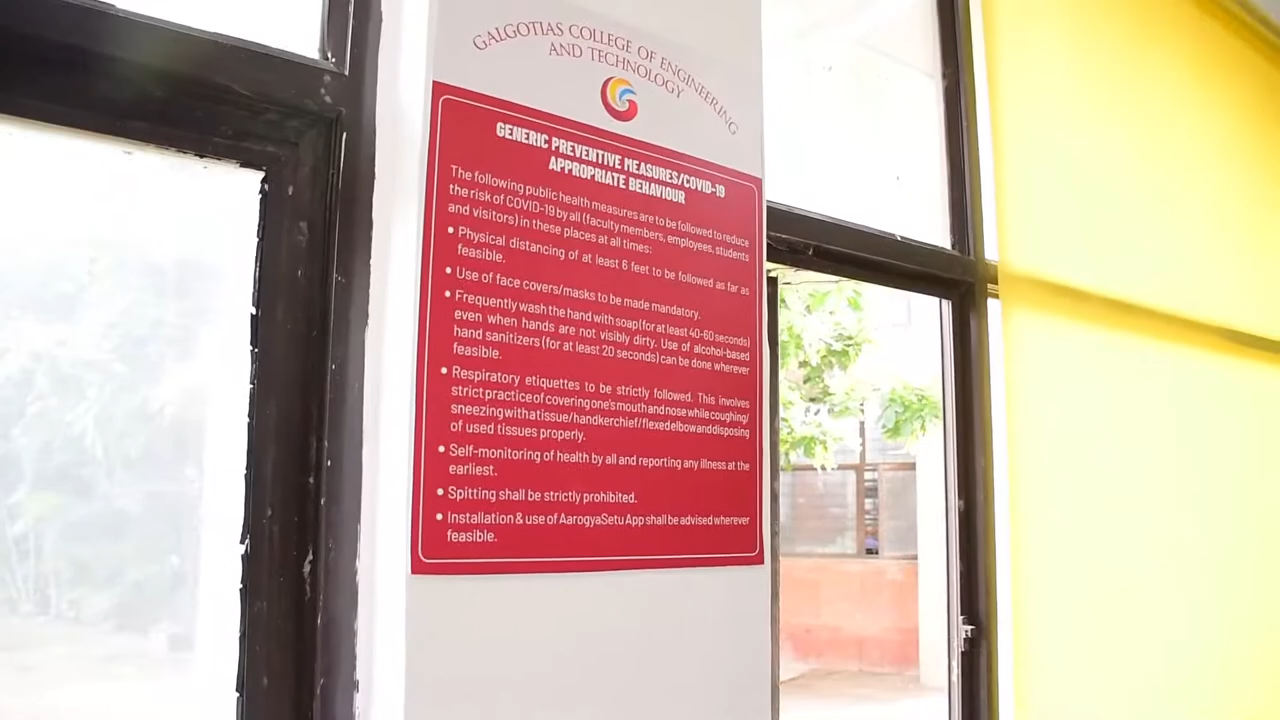 GALGOTIAS COLLEGE OF ENGINEERING
AND TECHNOLOGY
GENERIC PREVENTIVE MEASURES/COVID-19
APPROPRIATE BEHAVIOUR
The following public health measures are to be followed to reduce
the risk of COVID-19 by all (faculty members, employees, students
and visitors) in these places at all times:
• Physical distancing of at least 6 feet to be followed as far as
feasible.
• Use of face covers/masks to be made mandatory.
• Frequently wash the hand with soap (for at least 40-60 seconds)
even when hands are not visibly dirty. Use of alcohol-based
hand sanitizers (for at least 20 seconds) can be done wherever
feasible.
• Respiratory etiquettes to be strictly followed. This involves
strict practice of covering one's mouth and nose while coughing/
sneezing with a tissue/handkerchief/flexed elbow and disposing
of used tissues properly.
• Self-monitoring of health by all and reporting any illness at the
earliest.
• Spitting shall be strictly prohibited.
• Installation & use of AarogyaSetu App shall be advised wherever
feasible.